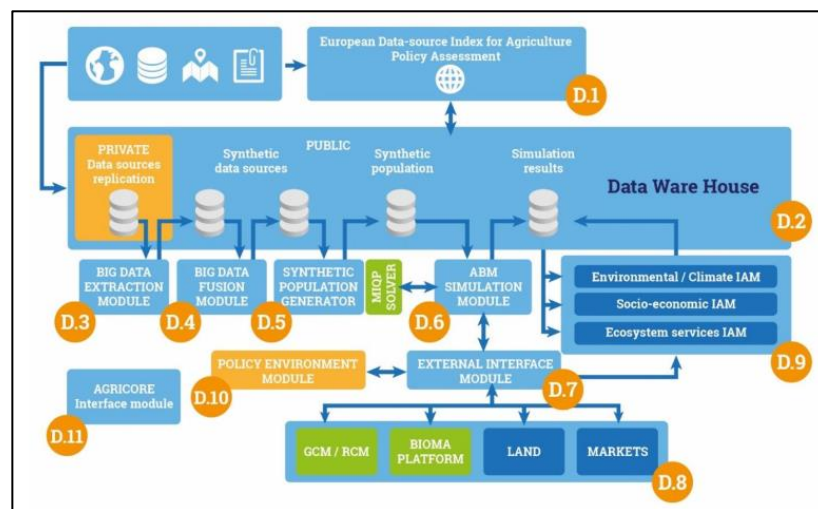 European Data-source Index for Agriculture
Policy Assessment
D.1
PRIVATE
Data sources
replication
PUBLIC
Synthetic
data sources
Synthetic
population
Simulation
results
Data Ware House
D.2
BIG DATA
EXTRACTION
MODULE
D.3
BIG DATA
FUSION
MODULE
D.4
SYNTHETIC
POPULATION
GENERATOR
D.5
MIQP
SOLVER
ABM
SIMULATION
MODULE
D.6
Environmental / Climate IAM
Socio-economic IAM
Ecosystem services IAM
D.9
POLICY ENVIRONMENT
MODULE
D.10
EXTERNAL INTERFACE
MODULE
D.7
AGRICORE
Interface module
D.11
GCM / RCM
BIOMA
PLATFORM
LAND
MARKETS
D.8